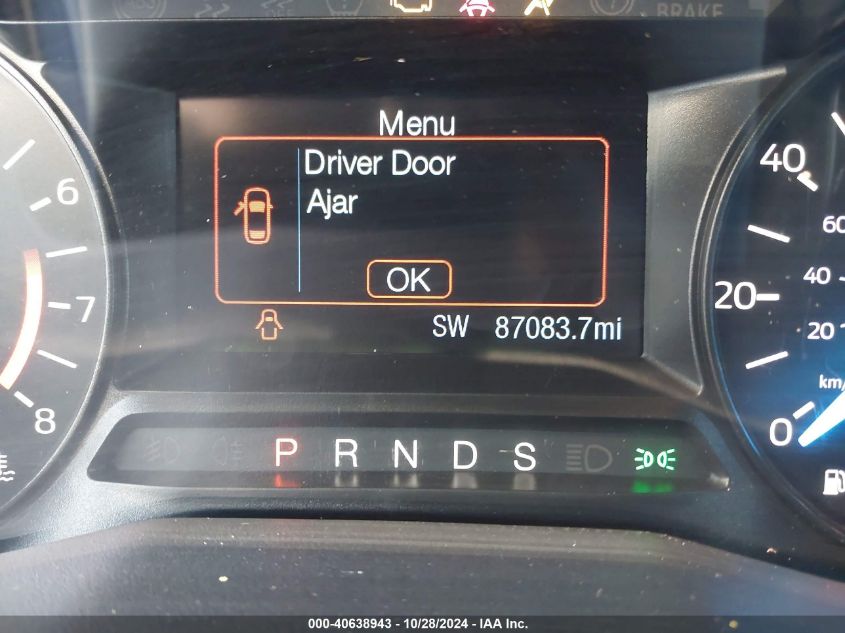 BRAKE
Menu
Driver Door
Ajar
OK
SW 87083.7mi
6
7
8
40
20
0
60
40
20
km/
P R N D S
000-40638943 / 10/28/2024 - IAA Inc.